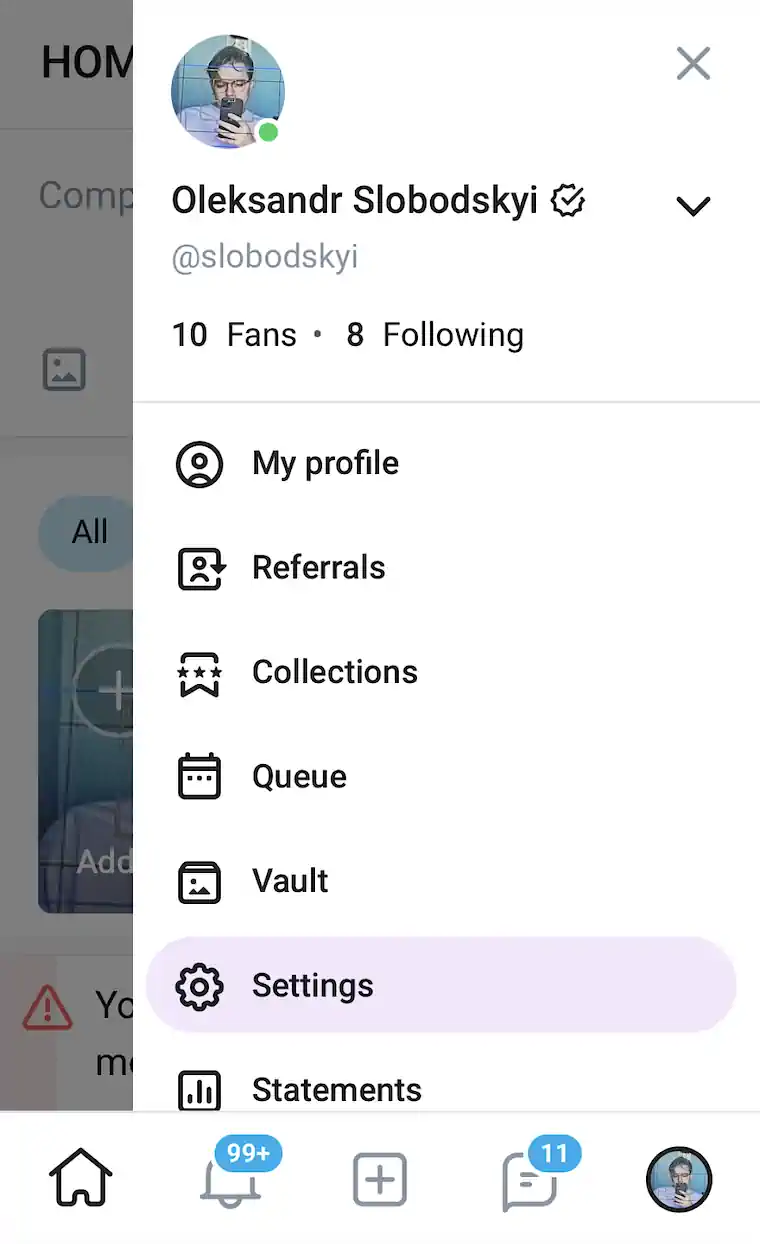 HOM
Oleksandr Slobodskyi
@slobodskyi
Comp
10 Fans • 8 Following
My profile
All
Referrals
Collections
Queue
Add
Vault
Settings
Yo
me
Statements
99+
11